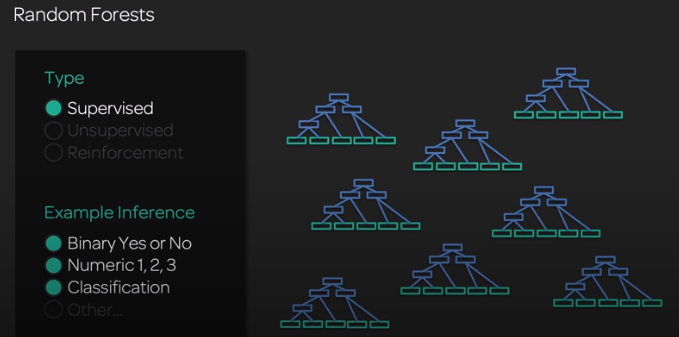 Random Forests
Type
Supervised
Unsupervised
Reinforcement
Example Inference
Binary Yes or No
Numeric 1, 2, 3
Classification
Other...